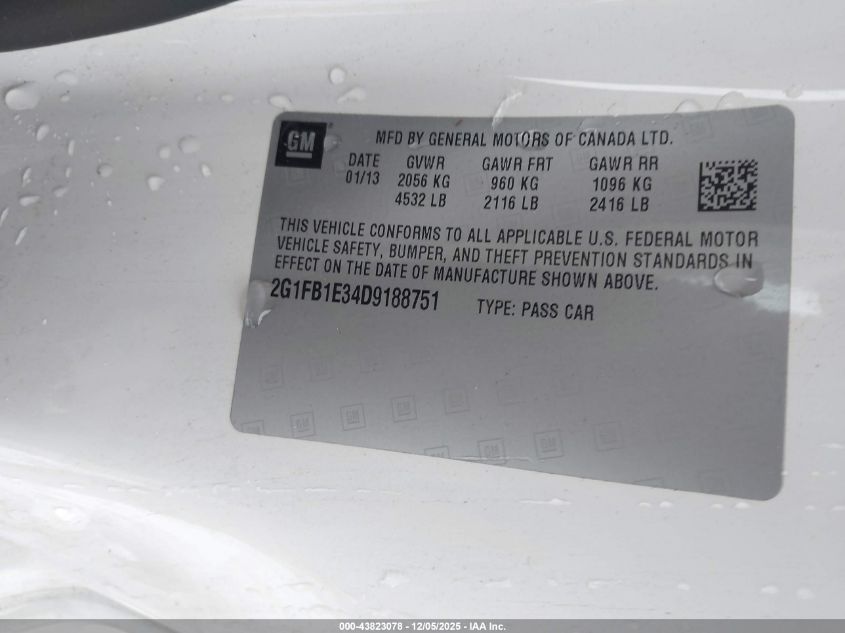 GM
MFD BY GENERAL MOTORS OF CANADA LTD.
DATE GVWR GAWR FRT GAWR RR
01/13 2056 KG 960 KG 1096 KG
4532 LB 2116 LB 2416 LB
THIS VEHICLE CONFORMS TO ALL APPLICABLE U.S. FEDERAL MOTOR
VEHICLE SAFETY, BUMPER, AND THEFT PREVENTION STANDARDS IN
EFFECT ON THE DATE OF MANUFACTURE SHOWN ABOVE.
2G1FB1E34D9188751 TYPE: PASS CAR
000-43823078 - 12/05/2025 - IAA Inc.